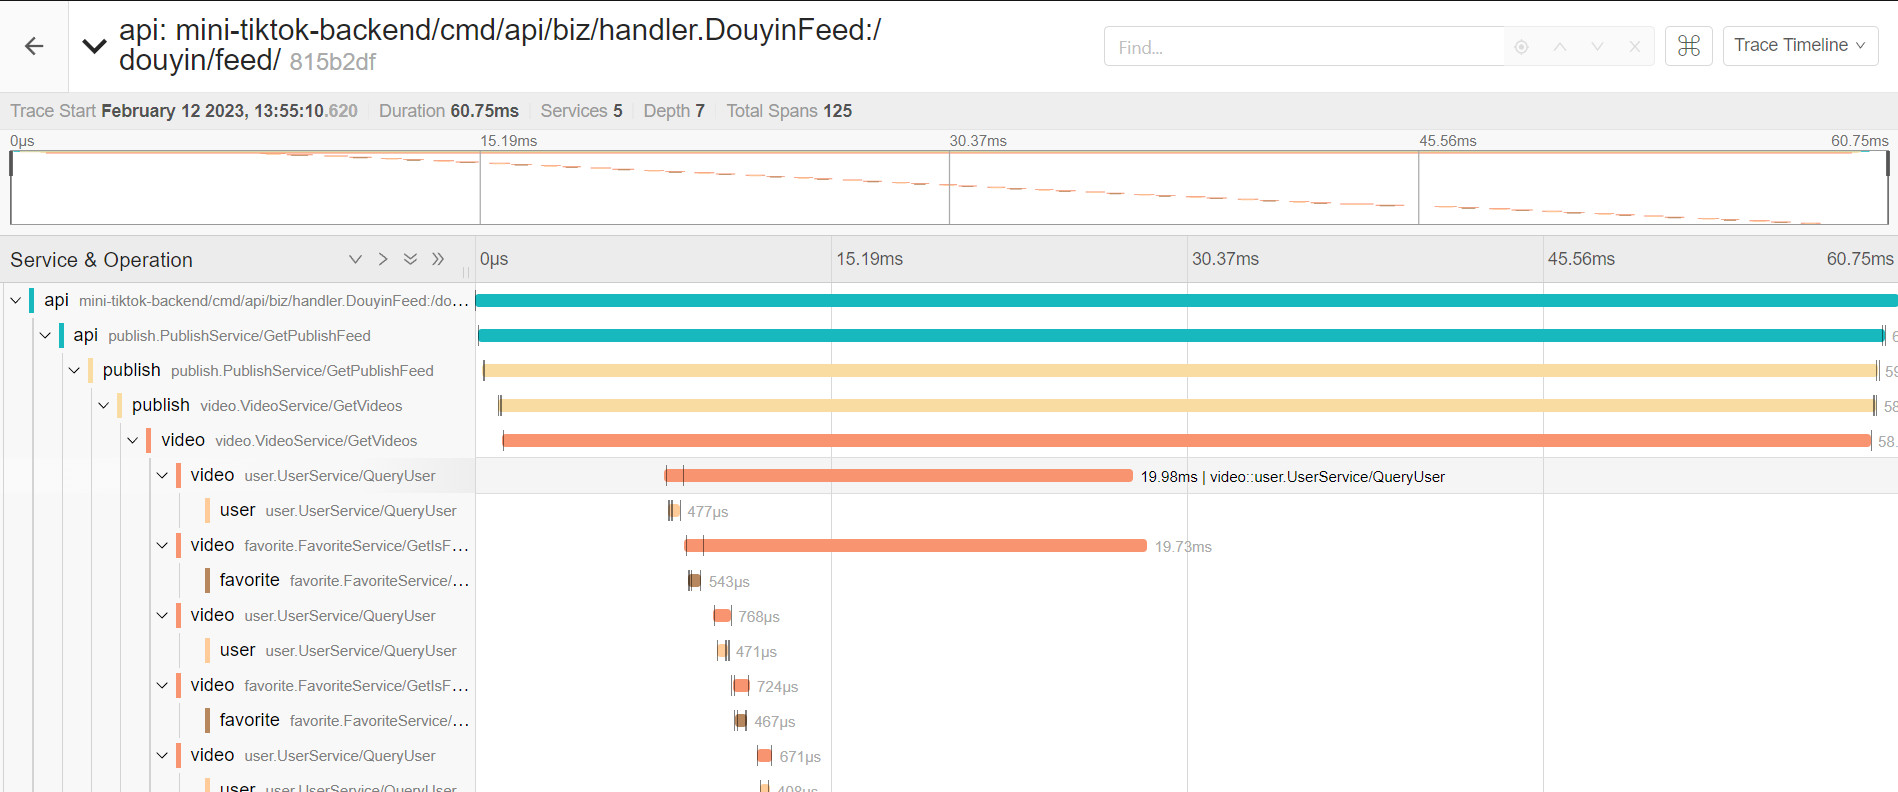 api: mini-tiktok-backend/cmd/api/biz/handler.DouyinFeed:/
douyin/feed/ 815b2df
Find...
Trace Timeline
Trace Start February 12 2023, 13:55:10.620 Duration 60.75ms Services 5 Depth 7 Total Spans 125
0μs 15.19ms 30.37ms 45.56ms 60.75ms
Service & Operation 0μs 15.19ms 30.37ms 45.56ms 60.75ms
api mini-tiktok-backend/cmd/api/biz/handler.DouyinFeed:/do…
api publish.PublishService/GetPublishFeed 6
publish publish.PublishService/GetPublishFeed 59
publish video.VideoService/GetVideos 58
video video.VideoService/GetVideos 58.
video user.UserService/QueryUser 19.98ms | video::user.UserService/QueryUser
user user.UserService/QueryUser 477μs
video favorite.FavoriteService/GetIsF… 19.73ms
favorite favorite.FavoriteService/… 543μs
video user.UserService/QueryUser 768μs
user user.UserService/QueryUser 471μs
video favorite.FavoriteService/GetIsF… 724μs
favorite favorite.FavoriteService/… 467μs
video user.UserService/QueryUser 671μs
user user.UserService/QueryUser 408μs